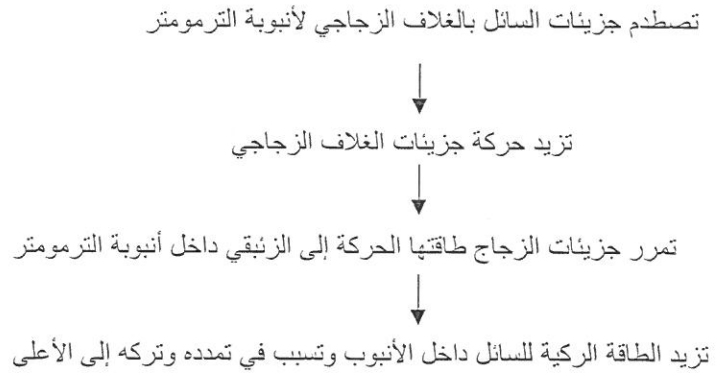 تصطدم جزيئات السائل بالغلاف الزجاجي لأنبوبة الترمومتر
تزيد حركة جزيئات الغلاف الزجاجي
تمرر جزيئات الزجاج طاقتها الحركة إلى الزئبقي داخل أنبوبة الترمومتر
تزيد الطاقة الركية للسائل داخل الأنبوب وتسبب في تمدده وتركه إلى الأعلى